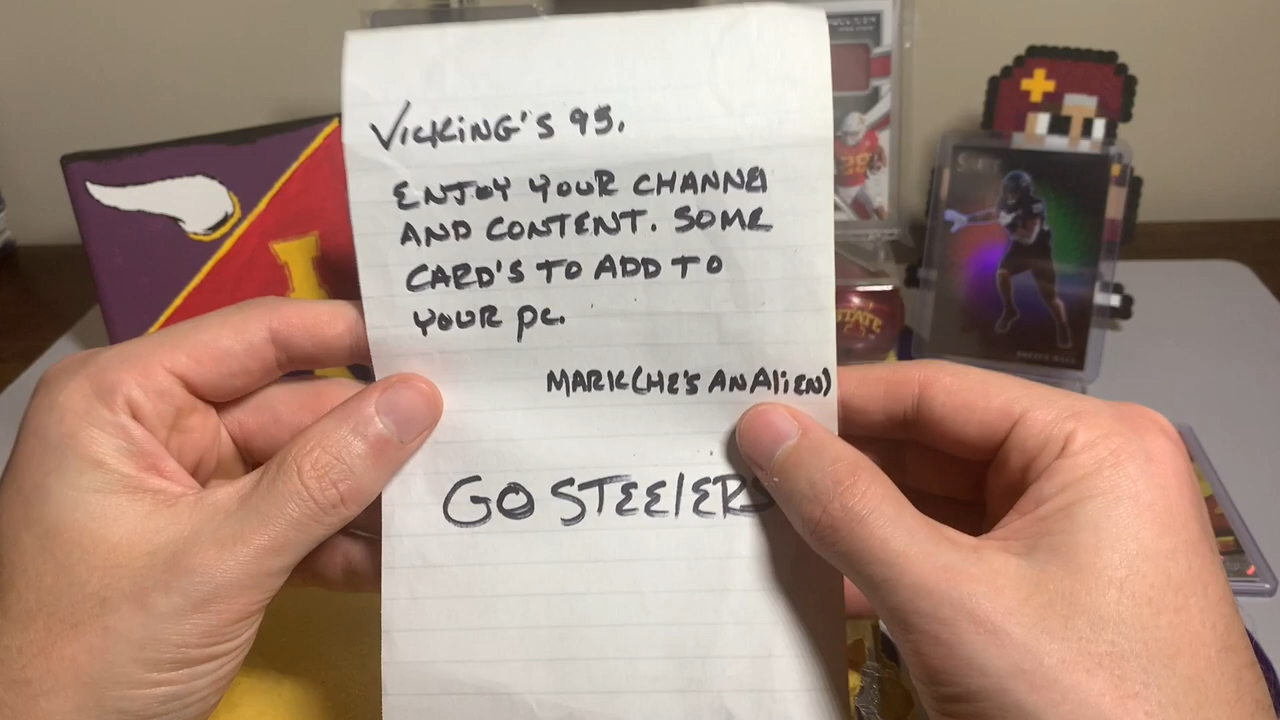 VICKING'S 95.
ENJOY YOUR CHANNEl
AND CONTENT. SOME
CARD'S TO ADD TO
YOUR pc.
MARK (HE'S AN AliEN)
GO STEElERS
STATE